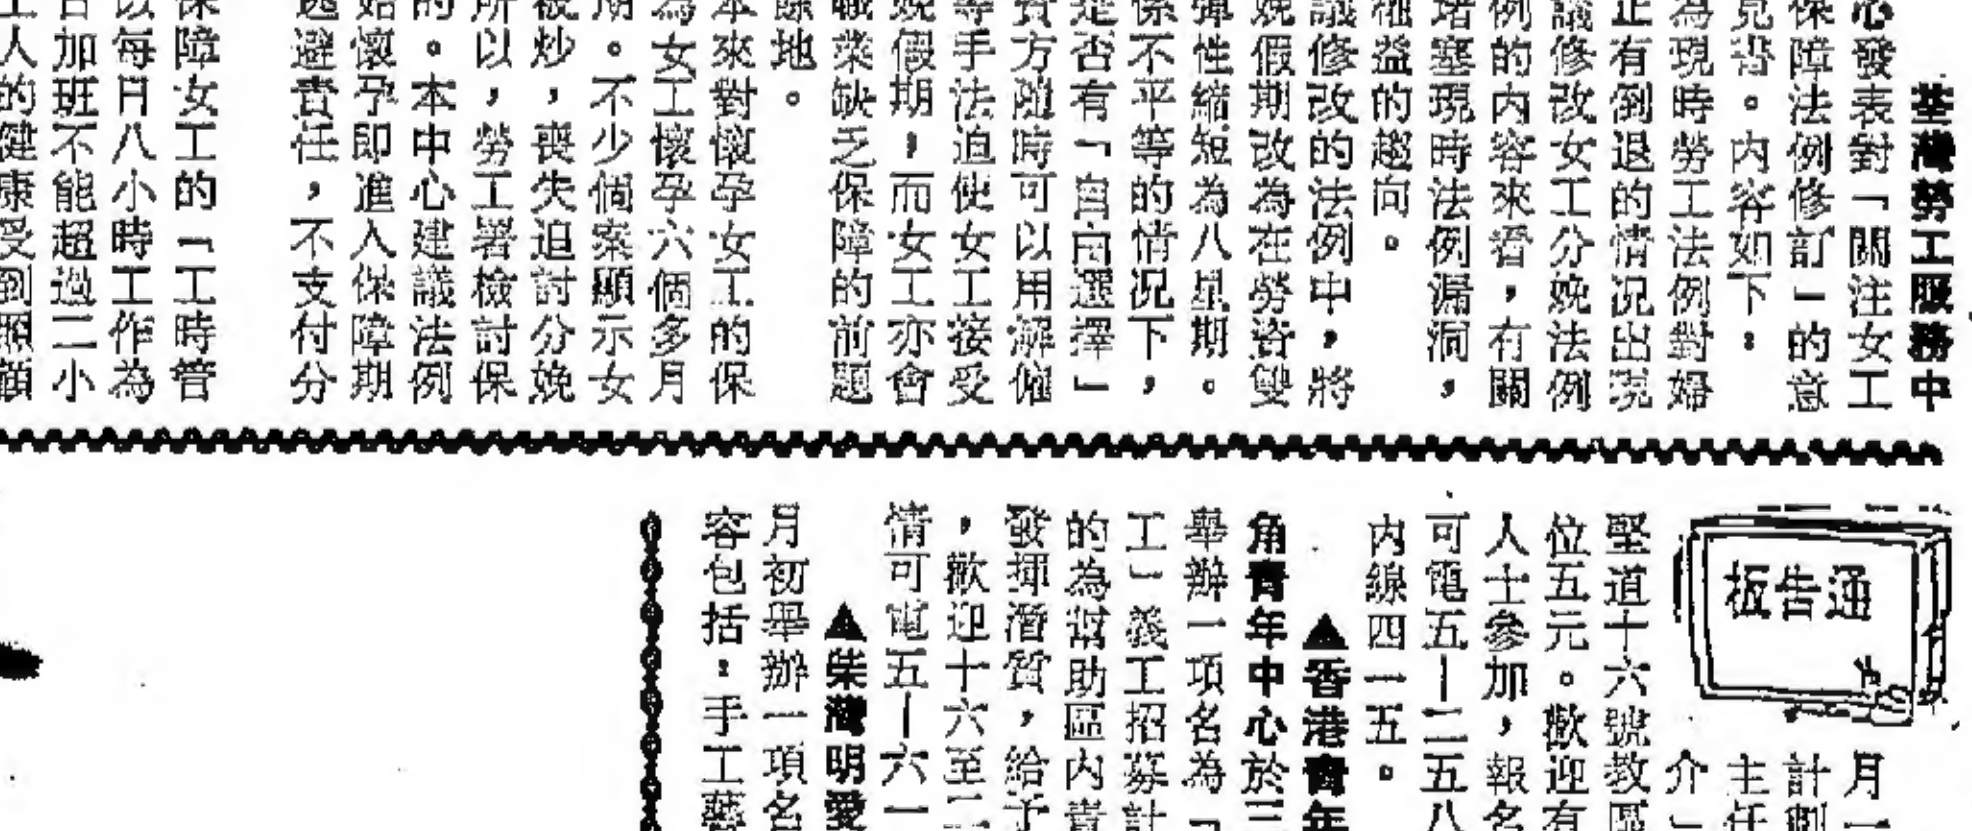 荃灣勞工服務中
心發表對「關注女工
保障法例修訂」的意
見書。內容如下：
為現時勞工法例對婦
正有倒退的情況出現
議修改女工分娩法例
例的內容來看，有關
堵塞現時法例漏洞，
權益的趨向。
議修改的法例中，將
娩假期改為在勞資雙
彈性縮短為八星期。
係不平等的情況下，
是否有「自由選擇」
資方隨時可以用解僱
等手法迫使女工接受
娩假期，而女工亦會
職業缺乏保障的前題
餘地。
本來對懷孕女工的保
為女工懷孕六個多月
期。不少個案顯示女
被炒，喪失追討分娩
所以，勞工署檢討保
的。本中心建議法例
始懷孕即進入保障期
逃避責任，不支付分
保障女工的「工時管
以每月八小時工作為
日加班不能超過二小
工人的健康受到照顧
通告板
月一
計劃
主任
介」
堅道十六號教區
位五元。歡迎有
人士參加，報名
可電五—二五八
內線四一五。
▲香港青年
角青年中心於三
舉辦一項名為「
工」義工招募計
的為幫助區內青
發揮潛質，給予
，歡迎十六至二
情可電五—六一
▲柴灣明愛
月初舉辦一項名
容包括：手工藝